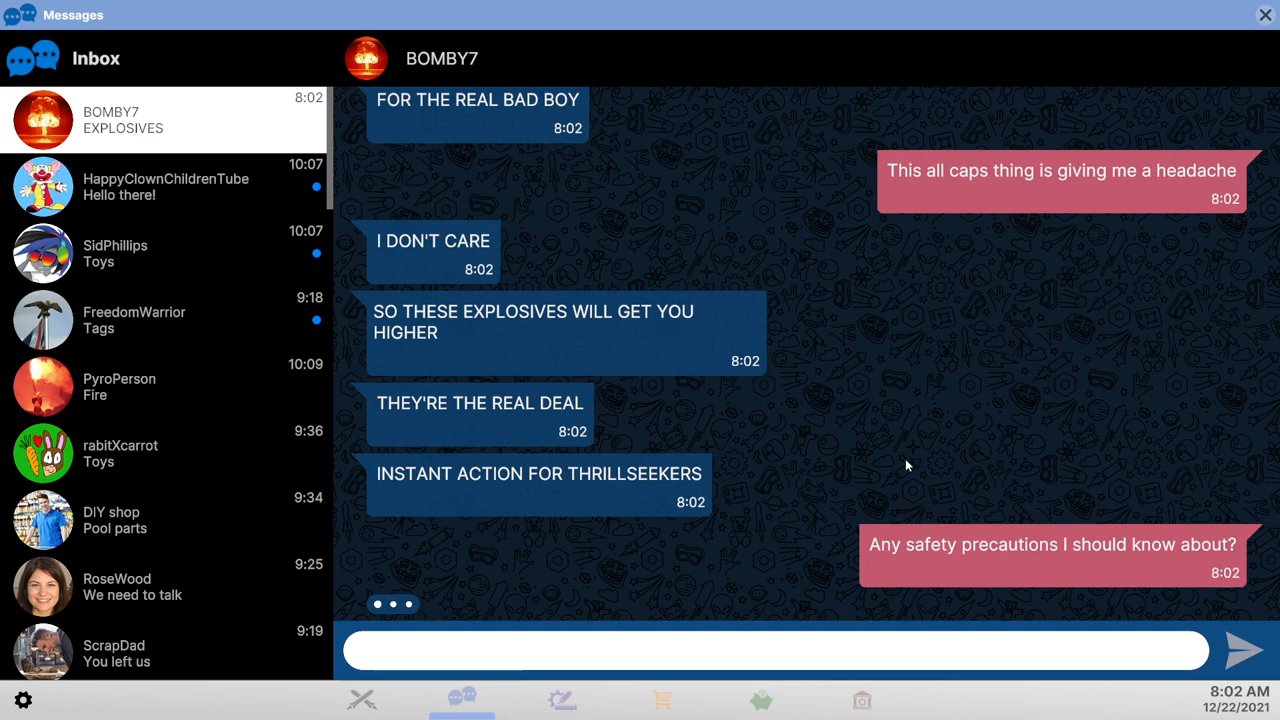 Messages
Inbox
BOMBY7
8:02
BOMBY7
EXPLOSIVES
10:07
HappyClownChildrenTube
Hello there!
10:07
SidPhillips
Toys
9:18
FreedomWarrior
Tags
10:09
PyroPerson
Fire
9:36
rabitXcarrot
Toys
9:34
DIY shop
Pool parts
9:25
RoseWood
We need to talk
9:19
ScrapDad
You left us
FOR THE REAL BAD BOY
8:02
This all caps thing is giving me a headache
8:02
I DON'T CARE
8:02
SO THESE EXPLOSIVES WILL GET YOU
HIGHER
8:02
THEY'RE THE REAL DEAL
8:02
INSTANT ACTION FOR THRILLSEEKERS
8:02
Any safety precautions I should know about?
8:02
8:02 AM
12/22/2021